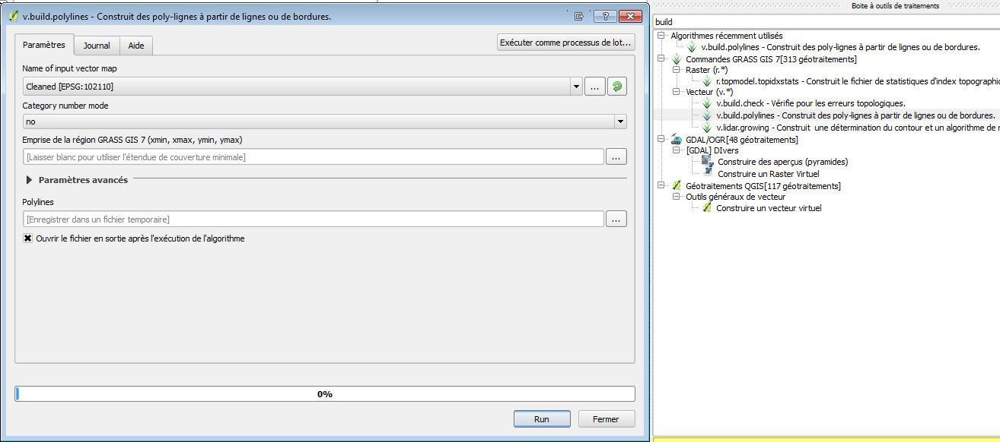 v.build.polylines - Construit des poly-lignes à partir de lignes ou de bordures.
Paramètres
Journal
Aide
Exécuter comme processus de lot...
Name of input vector map
Cleaned [EPSG:102110]
...
Category number mode
no
Emprise de la région GRASS GIS 7 (xmin, xmax, ymin, ymax)
[Laisser blanc pour utiliser l'étendue de couverture minimale]
...
Paramètres avancés
Polylines
[Enregistrer dans un fichier temporaire]
...
Ouvrir le fichier en sortie après l'exécution de l'algorithme
0%
Run
Fermer
Boite à outils de traitements
build
Algorithmes récemment utilisés
v.build.polylines - Construit des poly-lignes à partir de lignes ou de bordures.
Commandes GRASS GIS 7[313 géotraitements]
Raster (r.*)
r.topmodel.topidxstats - Construit le fichier de statistiques d'index topographi
Vecteur (v.*)
v.build.check - Vérifie pour les erreurs topologiques.
v.build.polylines - Construit des poly-lignes à partir de lignes ou de bordures.
v.lidar.growing - Construit une détermination du contour et un algorithme de
GDAL/OGR[48 géotraitements]
[GDAL] DIvers
Construire des aperçus (pyramides)
Construire un Raster Virtuel
Géotraitements QGIS[117 géotraitements]
Outils généraux de vecteur
Construire un vecteur virtuel